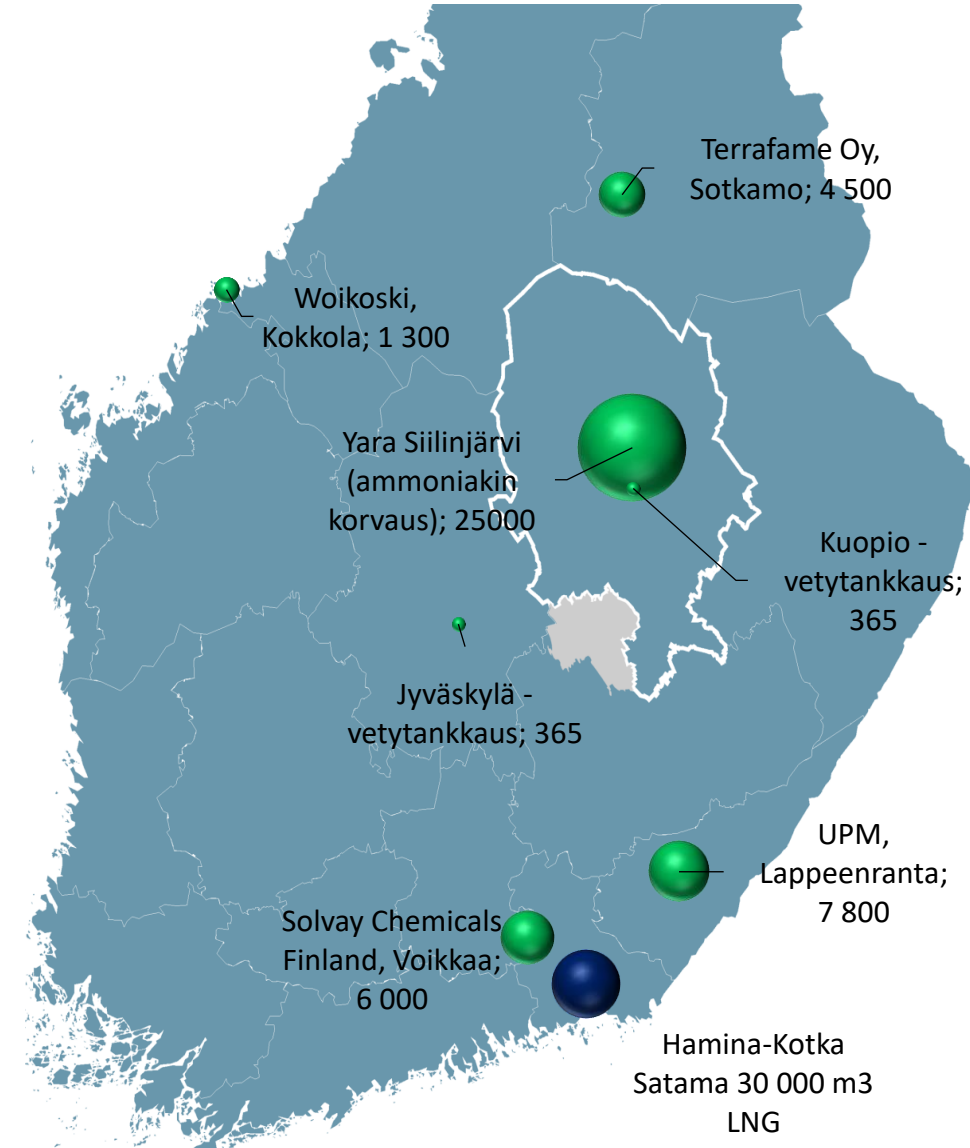 Terrafame Oy,
Sotkamo; 4 500
Woikoski,
Kokkola; 1 300
Yara Siilinjärvi
(ammoniakin
korvaus); 25000
Kuopio -
vetytankkaus;
365
Jyväskylä -
vetytankkaus; 365
UPM,
Lappeenranta;
7 800
Solvay Chemicals
Finland, Voikkaa;
6 000
Hamina-Kotka
Satama 30 000 m3
LNG